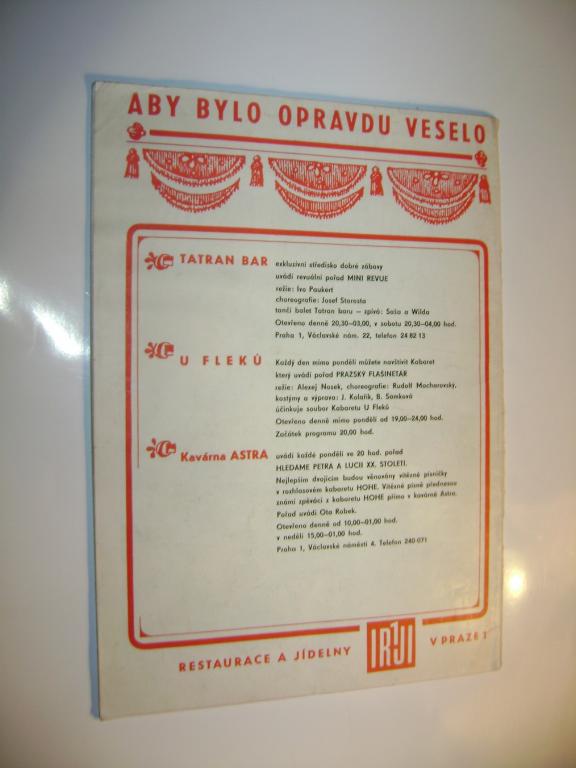 ABY BYLO OPRAVDU VESELO
TATRAN BAR
exkluzivní středisko dobré zábavy
uvádí revuální pořad MINI REVUE
režie: Ivo Paukert
choreografie: Josef Starosta
tančí balet Tatran baru – zpívá: Saša a Wilda
Otevřeno denně 20,30–03,00, v sobotu 20,30–04,00 hod.
Praha 1, Václavské nám. 22, telefon 24 82 13
U FLEKŮ
Každý den mimo pondělí můžete navštívit Kabaret
který uvádí pořad PRAŽSKÝ FLAŠINETÁŘ
režie: Alexej Nosek, choreografie: Rudolf Macharovský,
kostýmy a výprava: J. Kolafík, B. Samková
účinkuje soubor Kabaretu U Fleků
Otevřeno denně mimo pondělí od 19,00–24,00 hod.
Začátek programu 20,00 hod.
Kavárna ASTRA
uvádí každé pondělí ve 20 hod. pořad
HLEDÁME PETRA A LUCII XX. STOLETÍ.
Nejlepším dvojicím budou věnovány vítězné písničky
v rozhlasovém kabaretu HOHE. Vítězné písně přednesou
známí zpěváci z kabaretu HOHE přímo v kavárně Astra.
Pořad uvádí Ota Robek.
Otevřeno denně od 10,00–01,00 hod.
v neděli 15,00–01,00 hod.
Praha 1, Václavské náměstí 4. Telefon 240 071
RESTAURACE A JÍDELNY
V PRAZE 1